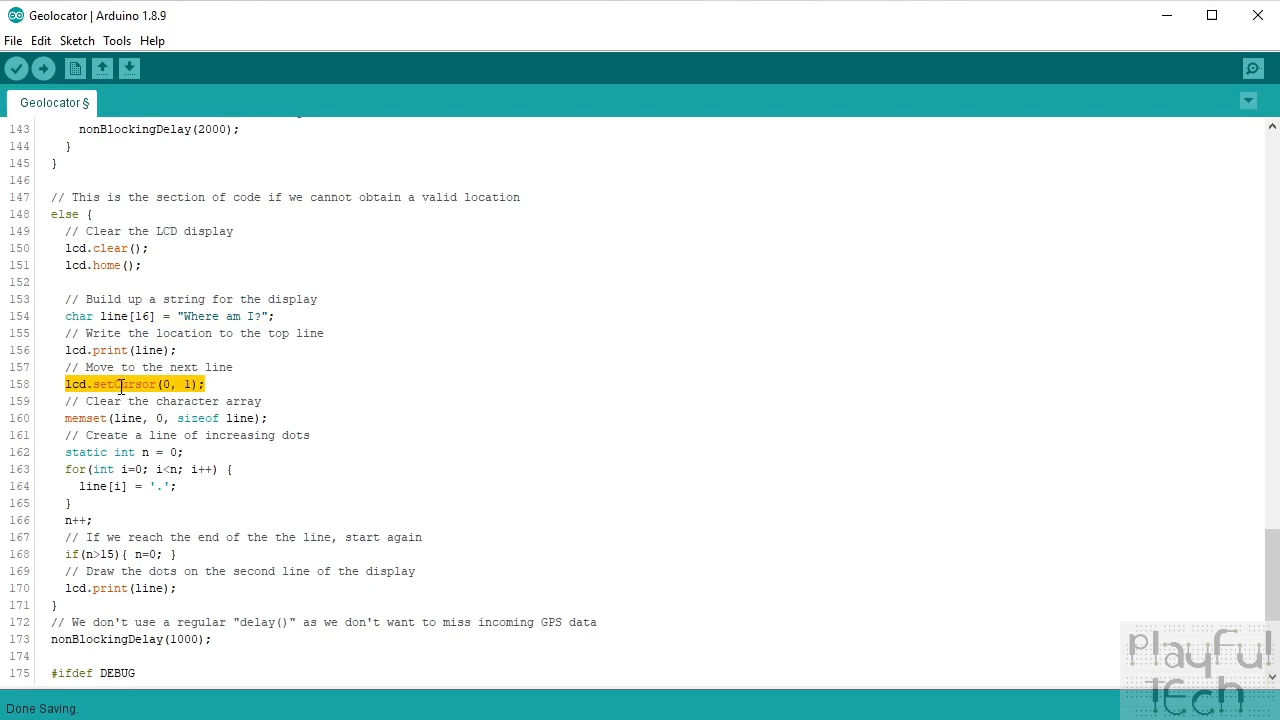 Geolocator | Arduino 1.8.9
File Edit Sketch Tools Help
Geolocator §
143 nonBlockingDelay(2000);
144 }
145 }
146
147 // This is the section of code if we cannot obtain a valid location
148 else {
149 // Clear the LCD display
150 lcd.clear();
151 lcd.home();
152
153 // Build up a string for the display
154 char line[16] = "Where am I?";
155 // Write the location to the top line
156 lcd.print(line);
157 // Move to the next line
158 lcd.setCursor(0, 1);
159 // Clear the character array
160 memset(line, 0, sizeof line);
161 // Create a line of increasing dots
162 static int n = 0;
163 for(int i=0; i<n; i++) {
164 line[i] = '.';
165 }
166 n++;
167 // If we reach the end of the the line, start again
168 if(n>15){ n=0; }
169 // Draw the dots on the second line of the display
170 lcd.print(line);
171 }
172 // We don't use a regular "delay()" as we don't want to miss incoming GPS data
173 nonBlockingDelay(1000);
174
175 #ifdef DEBUG
Done Saving.
Playful
tEch